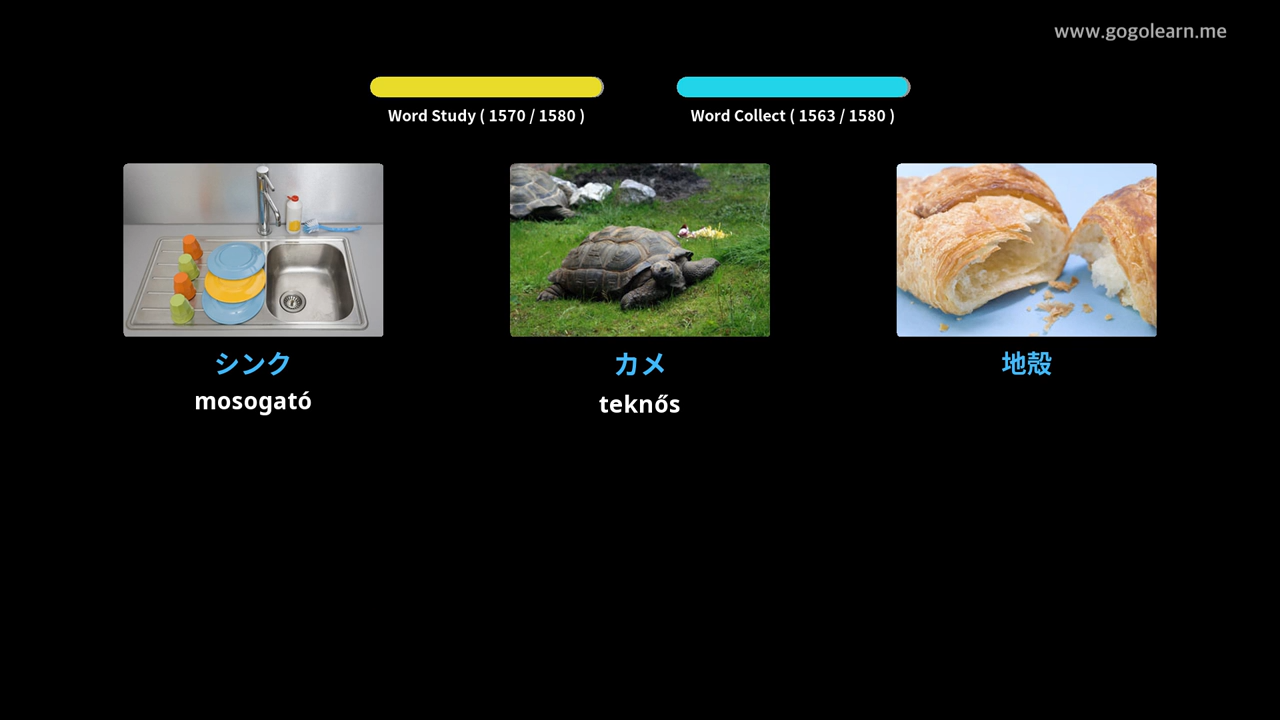 www.gogolearn.me
Word Study ( 1570 / 1580 )
Word Collect ( 1563 / 1580 )
シンク
カメ
地殻
mosogató
teknős